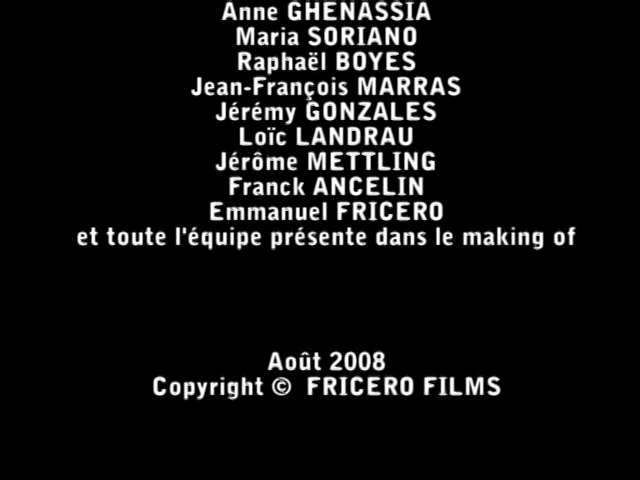 Anne GHENASSIA
Maria SORIANO
Raphaël BOYES
Jean-François MARRAS
Jérémy GONZALES
Loïc LANDRAU
Jérôme METTLING
Franck ANCELIN
Emmanuel FRICERO
et toute l'équipe présente dans le making of
Août 2008
Copyright © FRICERO FILMS